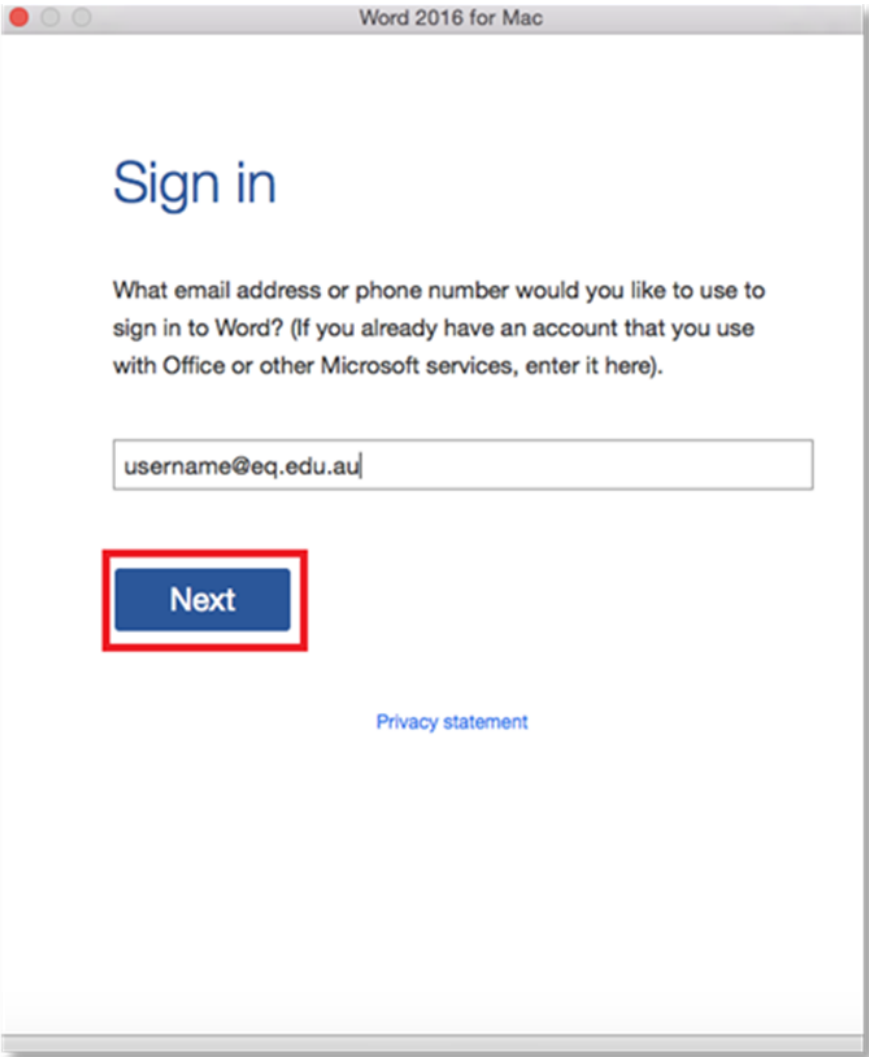 Word 2016 for Mac
Sign in
What email address or phone number would you like to use to
sign in to Word? (If you already have an account that you use
with Office or other Microsoft services, enter it here).
username@eq.edu.au
Next
Privacy statement